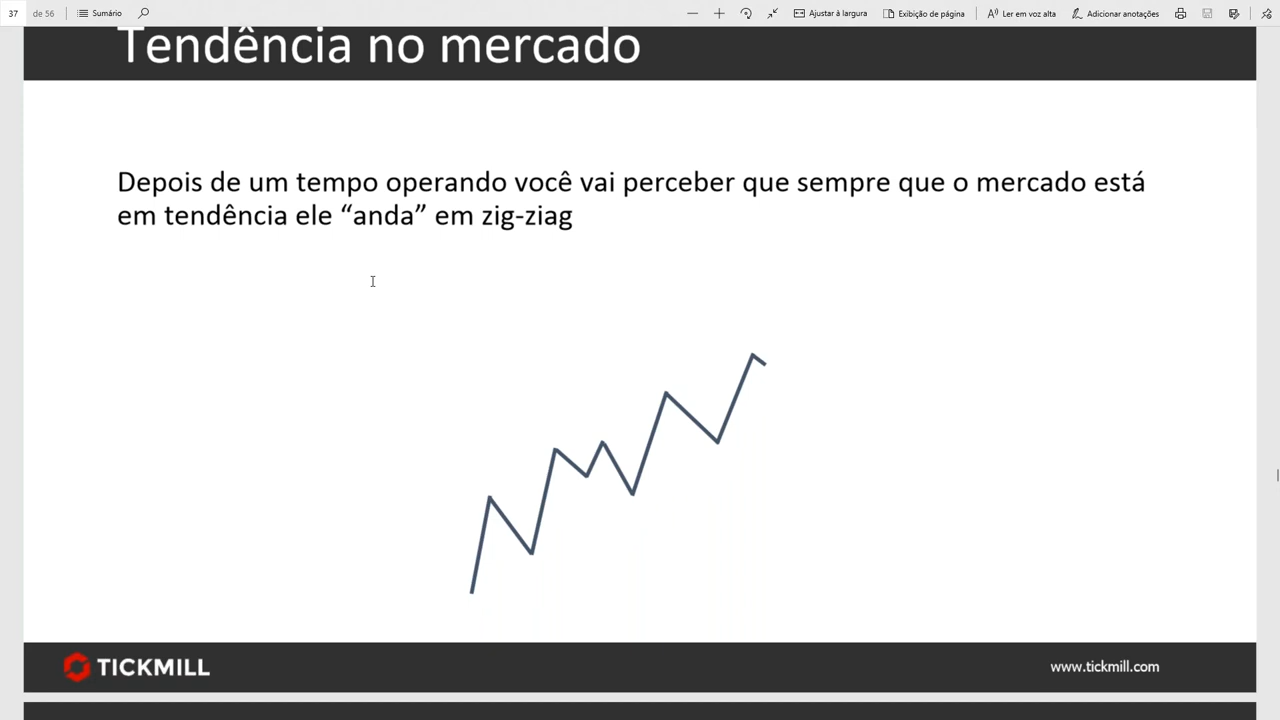 37 de 56 Sumário Ajustar à largura Exibição de página Ler em voz alta Adicionar anotações
Tendência no mercado
Depois de um tempo operando você vai perceber que sempre que o mercado está
em tendência ele “anda” em zig-ziag
TICKMILL
www.tickmill.com